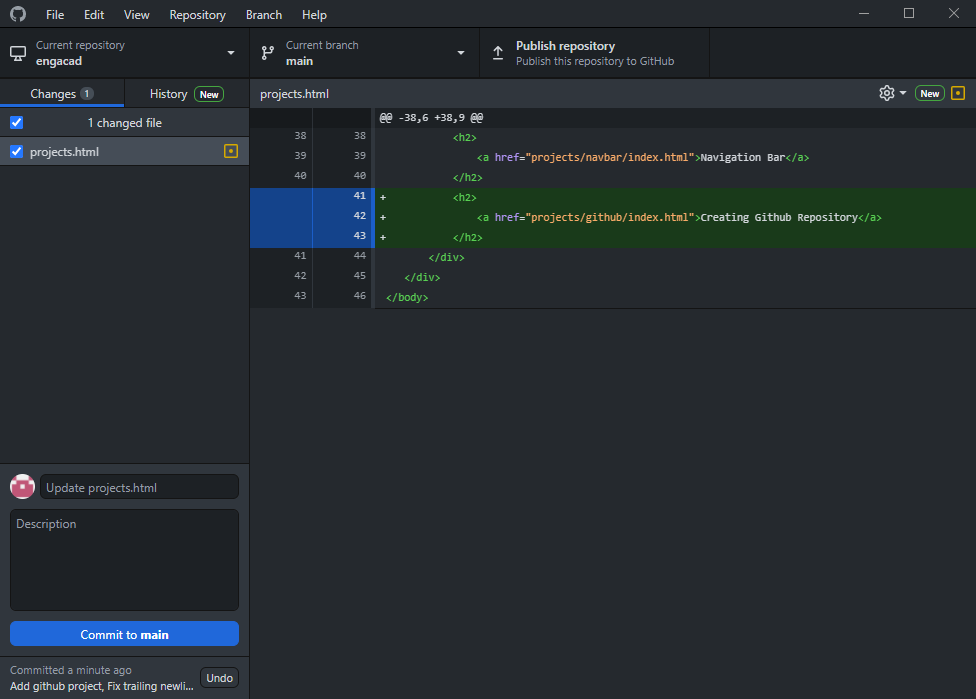 File Edit View Repository Branch Help
Current repository
engacad
Current branch
main
Publish repository
Publish this repository to GitHub
Changes 1
History New
projects.html
New
1 changed file
projects.html
@@ -38,6 +38,9 @@
38 38 <h2>
39 39 <a href="projects/navbar/index.html">Navigation Bar</a>
40 40 </h2>
41 + <h2>
42 + <a href="projects/github/index.html">Creating Github Repository</a>
43 + </h2>
41 44 </div>
42 45 </div>
43 46 </body>
Update projects.html
Description
Commit to main
Committed a minute ago
Add github project, Fix trailing newli...
Undo